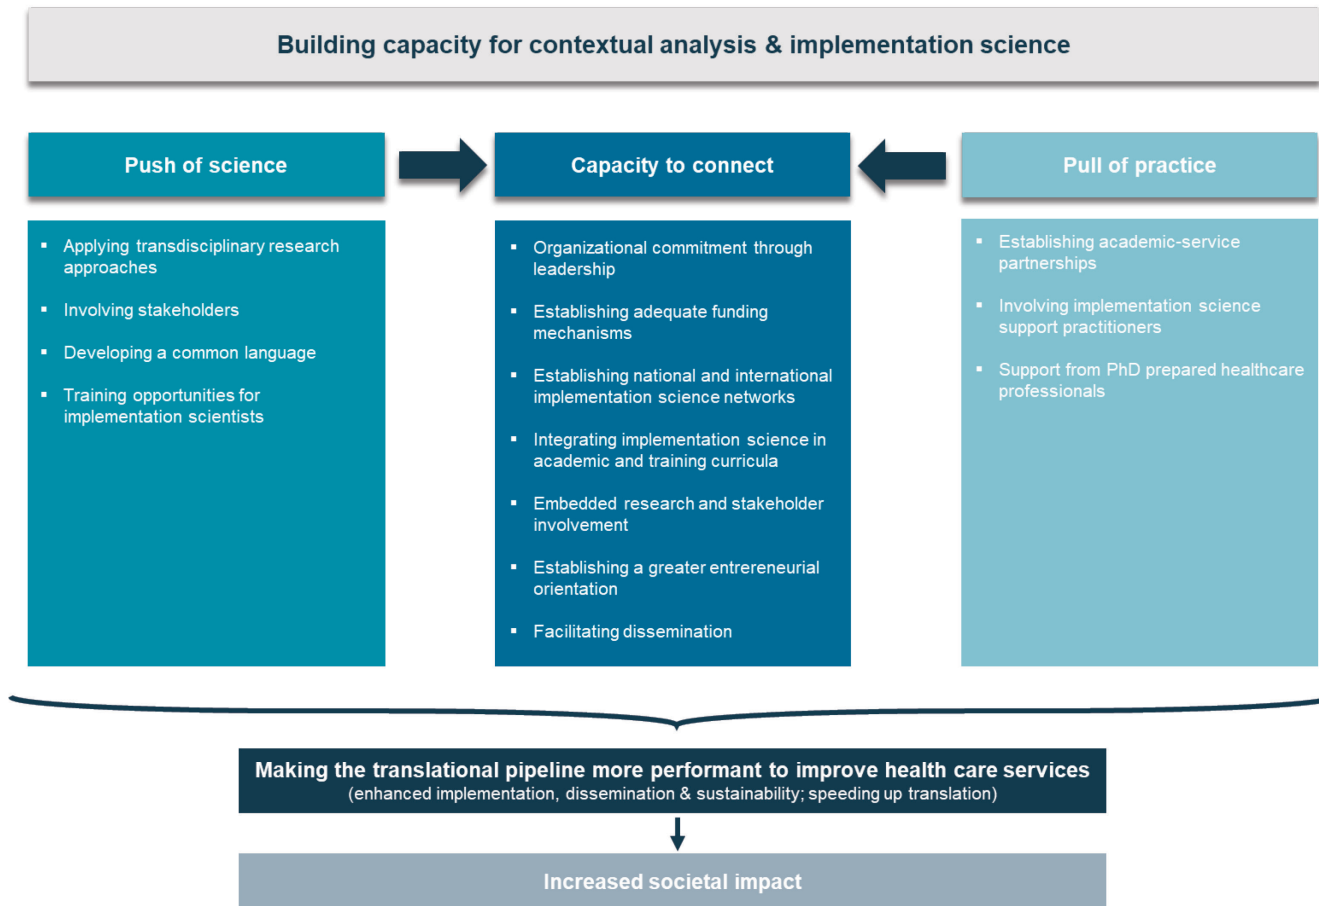 Building capacity for contextual analysis & implementation science
Push of science
Capacity to connect
Pull of practice
▪ Applying transdisciplinary research
approaches
▪ Involving stakeholders
▪ Developing a common language
▪ Training opportunities for
implementation scientists
▪ Organizational commitment through
leadership
▪ Establishing adequate funding
mechanisms
▪ Establishing national and international
implementation science networks
▪ Integrating implementation science in
academic and training curricula
▪ Embedded research and stakeholder
involvement
▪ Establishing a greater entrereneurial
orientation
▪ Facilitating dissemination
▪ Establishing academic-service
partnerships
▪ Involving implementation science
support practitioners
▪ Support from PhD prepared healthcare
professionals
Making the translational pipeline more performant to improve health care services
(enhanced implementation, dissemination & sustainability; speeding up translation)
Increased societal impact